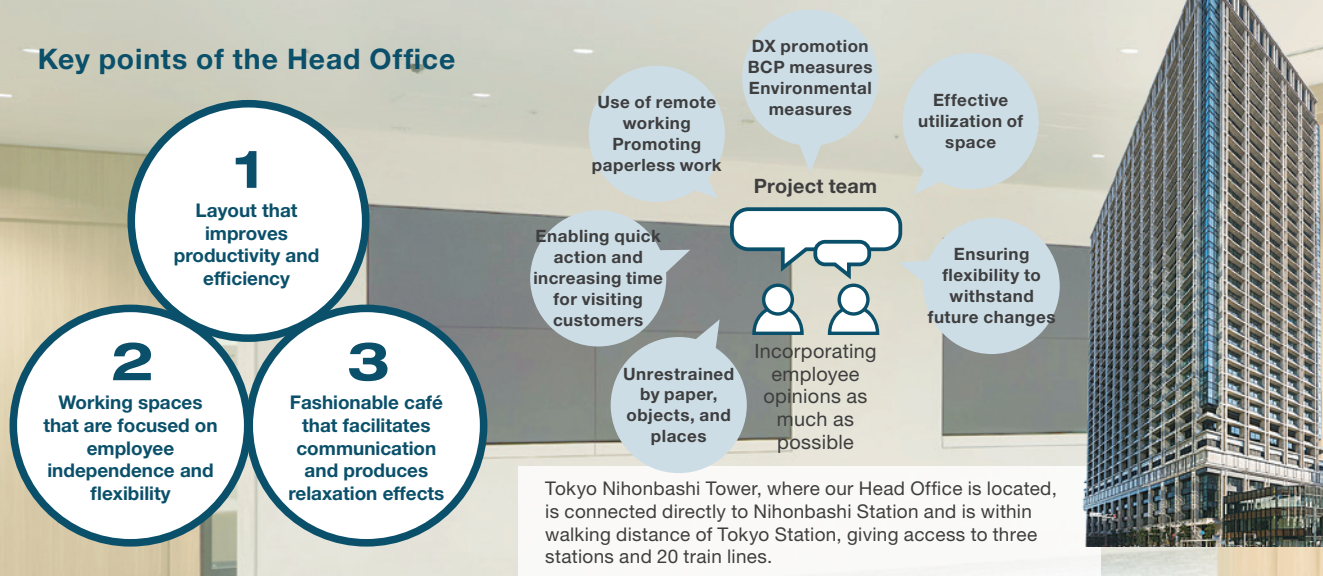 Key points of the Head Office
1
Layout that
improves
productivity and
efficiency
2
Working spaces
that are focused on
employee
independence and
flexibility
3
Fashionable café
that facilitates
communication
and produces
relaxation effects
DX promotion
BCP measures
Environmental
measures
Use of remote
working
Promoting
paperless work
Effective
utilization of
space
Project team
Enabling quick
action and
increasing time
for visiting
customers
Ensuring
flexibility to
withstand
future changes
Unrestrained
by paper,
objects, and
places
Incorporating
employee
opinions as
much as
possible
Tokyo Nihonbashi Tower, where our Head Office is located,
is connected directly to Nihonbashi Station and is within
walking distance of Tokyo Station, giving access to three
stations and 20 train lines.